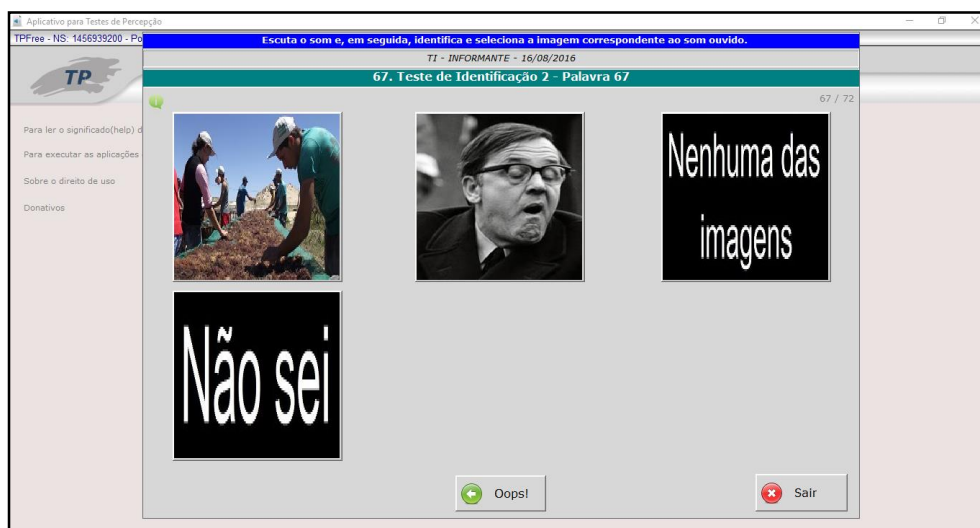 Aplicativo para Testes de Percepção
TPFree - NS: 1456939200 - Po
Escuta o som e, em seguida, identifica e seleciona a imagem correspondente ao som ouvido.
TI - INFORMANTE - 16/08/2016
67. Teste de Identificação 2 - Palavra 67
67 / 72
TP
Para ler o significado(help) d
Para executar as aplicações
Sobre o direito de uso
Donativos
Nenhuma das
imagens
Não sei
Oops!
Sair